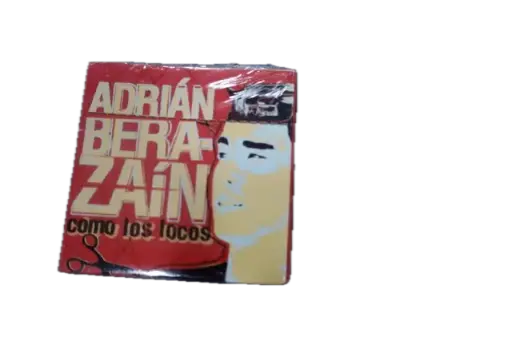 ADRIÁN
BERA-
ZAíN
como los locos